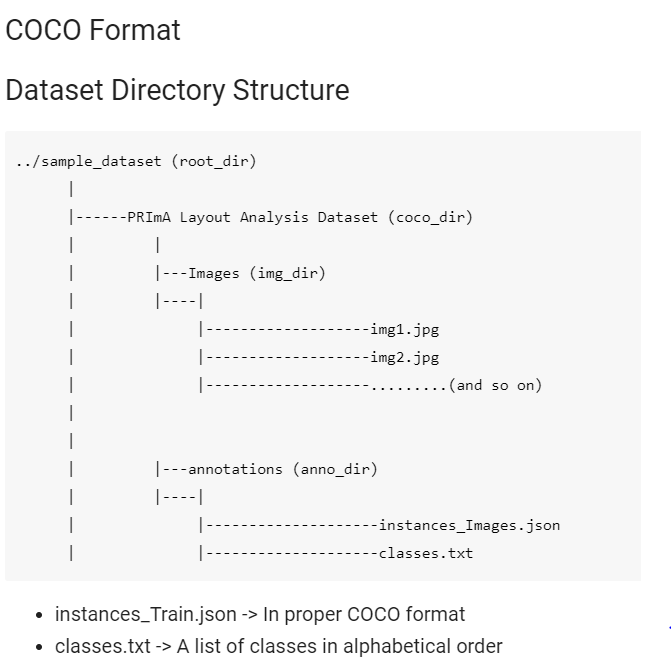 COCO Format
Dataset Directory Structure
../sample_dataset (root_dir)
|
|------PRImA Layout Analysis Dataset (coco_dir)
|         |
|         |---Images (img_dir)
|         |----|
|              |-------------------img1.jpg
|              |-------------------img2.jpg
|              |-------------------.........(and so on)
|
|
|         |---annotations (anno_dir)
|         |----|
|              |--------------------instances_Images.json
|              |--------------------classes.txt
• instances_Train.json -> In proper COCO format
• classes.txt -> A list of classes in alphabetical order